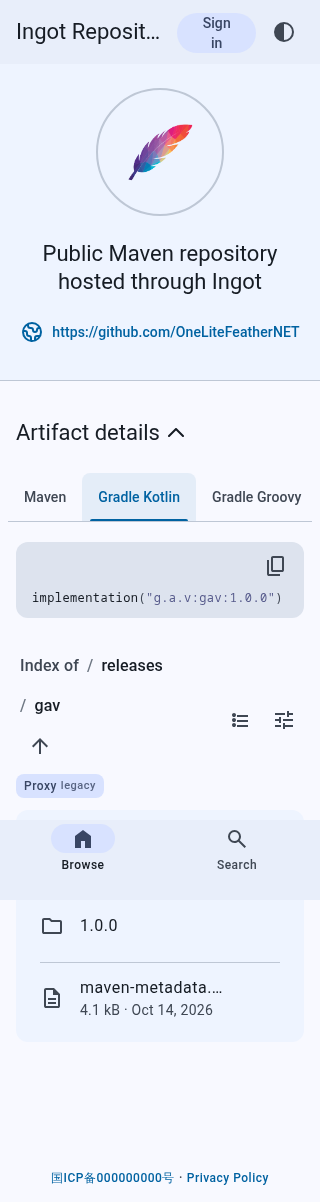 Ingot Reposit…
Sign
in
Public Maven repository
hosted through Ingot
https://github.com/OneLiteFeatherNET
Artifact details
Maven
Gradle Kotlin
Gradle Groovy
implementation("g.a.v:gav:1.0.0")
Index of / releases
/ gav
Proxy legacy
Browse
Search
1.0.0
maven-metadata.…
4.1 kB · Oct 14, 2026
国ICP备000000000号 · Privacy Policy